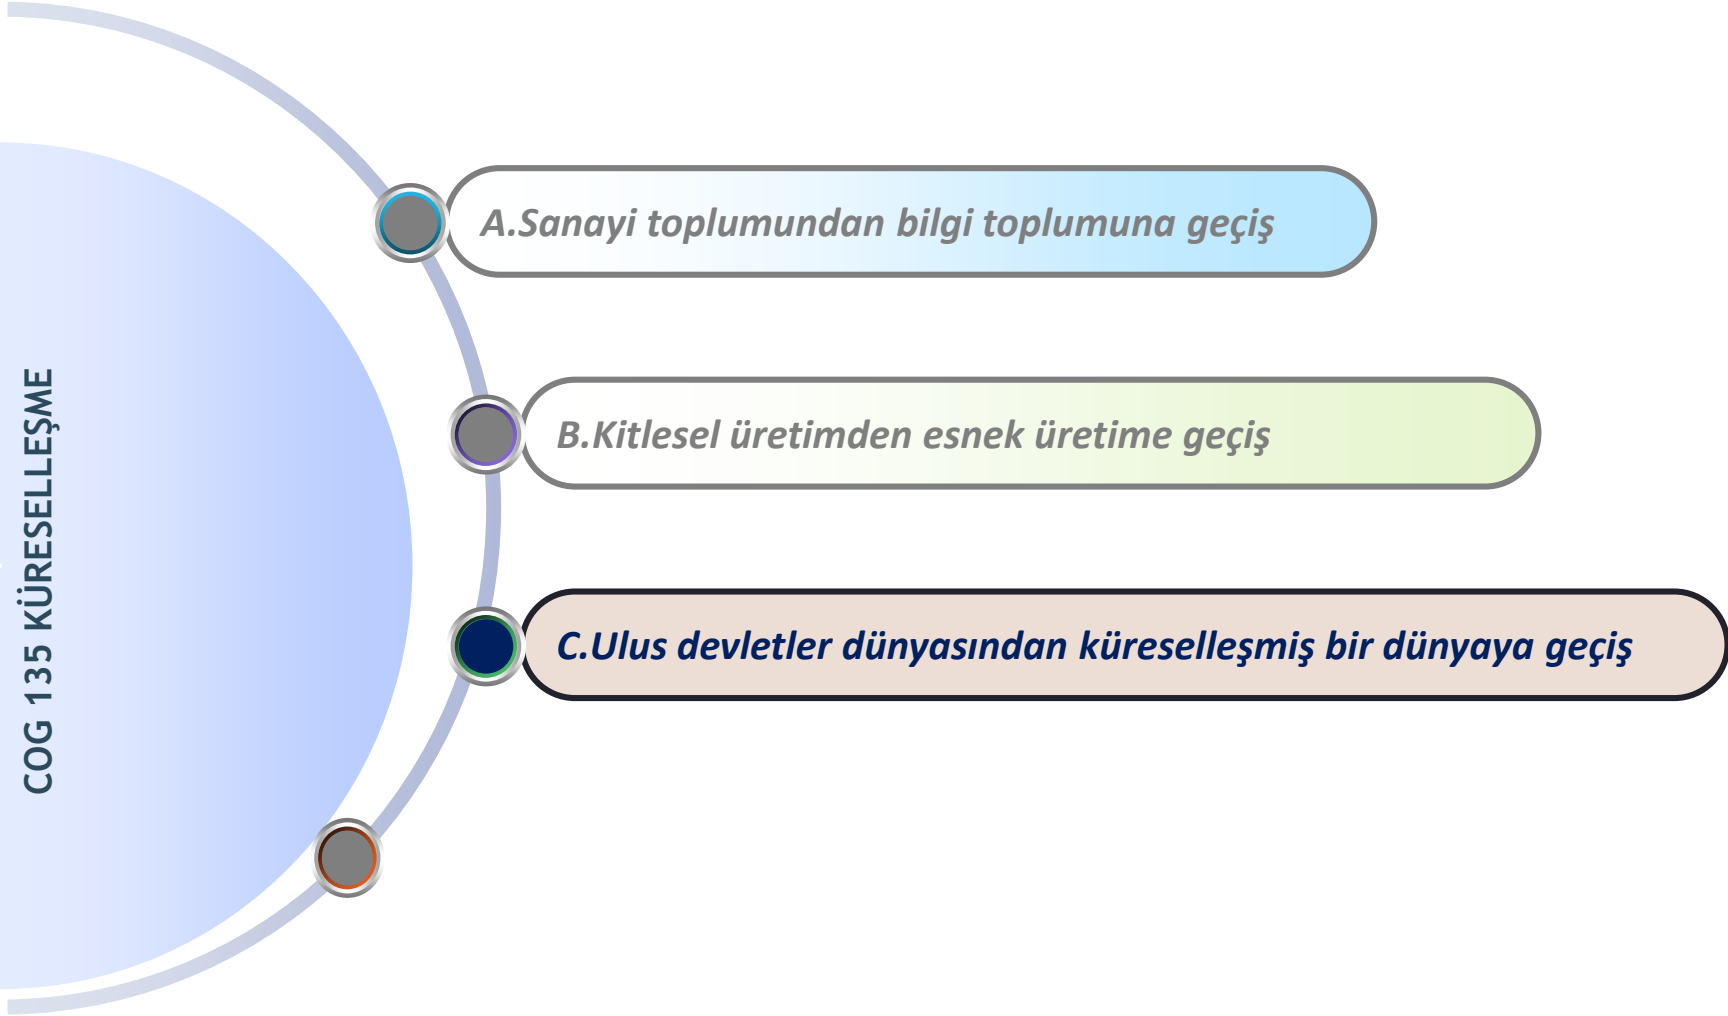 COG 135 KÜRESELLEŞME
A.Sanayi toplumundan bilgi toplumuna geçiş
B.Kitlesel üretimden esnek üretime geçiş
C.Ulus devletler dünyasından küreselleşmiş bir dünyaya geçiş